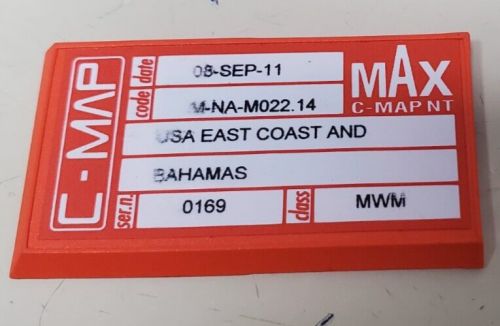 C-MAP
date 08-SEP-11
code M-NA-M022.14
MAX
C-MAP NT
USA EAST COAST AND
BAHAMAS
ser.n. 0169 class MWM